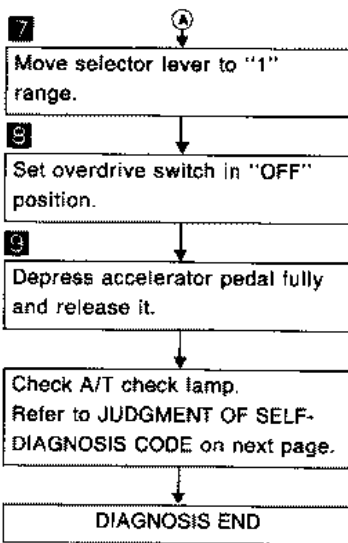 A
7
Move selector lever to "1"
range.
8
Set overdrive switch in "OFF"
position.
9
Depress accelerator pedal fully
and release it.
Check A/T check lamp.
Refer to JUDGMENT OF SELF-
DIAGNOSIS CODE on next page.
DIAGNOSIS END